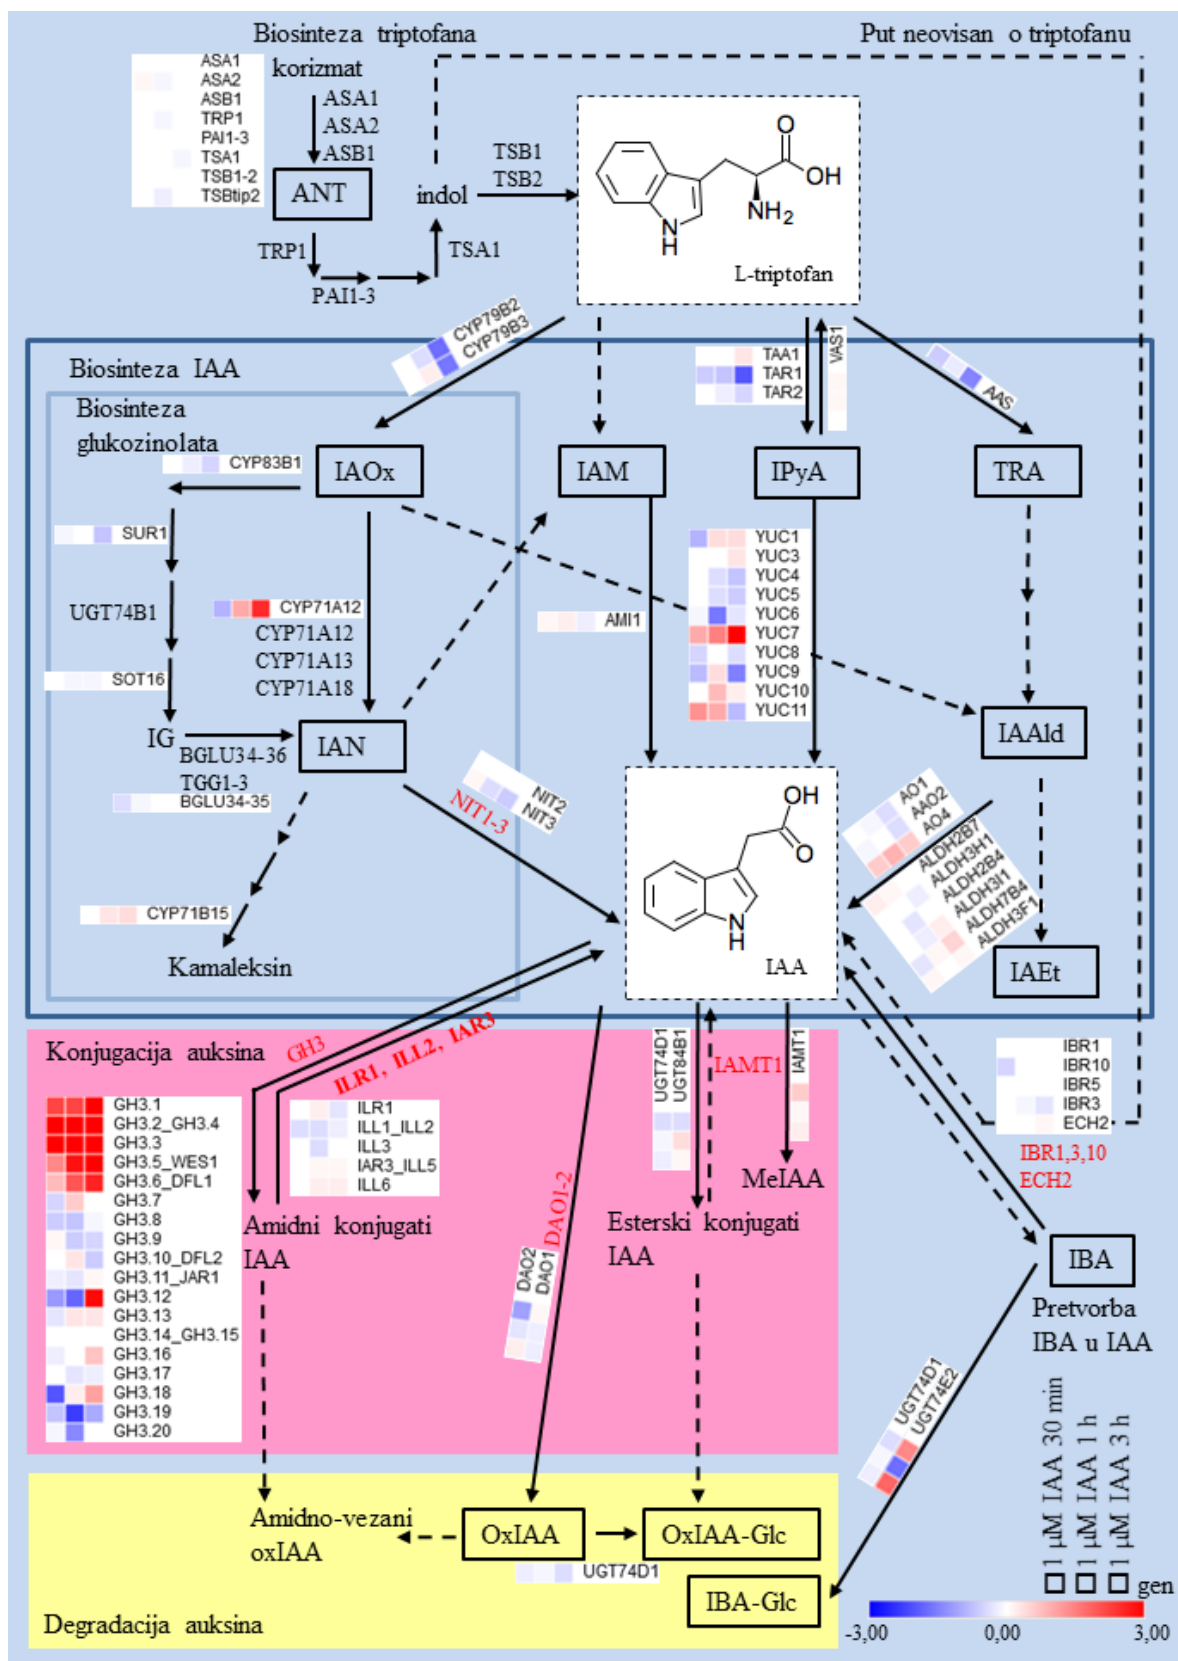 Biosinteza triptofana
Put neovisan o triptofanu
korizmat
ASA1
ASA2
ASB1
TRP1
PAI1-3
TSA1
TSB1-2
TSBtip2
ASA1
ASA2
ASB1
ANT
TRP1
PAI1-3
TSA1
indol
TSB1
TSB2
O
OH
NH2
N
H
L-triptofan
CYP79B2
CYP79B3
TAA1
TAR1
TAR2
VAS1
AAS
Biosinteza IAA
Biosinteza
glukozinolata
CYP83B1
IAOx
IAM
IPyA
TRA
SUR1
UGT74B1
SOT16
CYP71A12
CYP71A12
CYP71A13
CYP71A18
AMI1
YUC1
YUC3
YUC4
YUC5
YUC6
YUC7
YUC8
YUC9
YUC10
YUC11
IG
BGLU34-36
TGG1-3
BGLU34-35
IAN
IAAld
NIT2
NIT3
NIT1-3
OH
O
N
H
IAA
AO1
AAO2
AO4
ALDH2B7
ALDH3H1
ALDH2B4
ALDH3I1
ALDH7B4
ALDH3F1
CYP71B15
Kamaleksin
IAEt
Konjugacija auksina
GH3
ILR1, ILL2, IAR3
GH3.1
GH3.2_GH3.4
GH3.3
GH3.5_WES1
GH3.6_DFL1
GH3.7
GH3.8
GH3.9
GH3.10_DFL2
GH3.11_JAR1
GH3.12
GH3.13
GH3.14_GH3.15
GH3.16
GH3.17
GH3.18
GH3.19
GH3.20
ILR1
ILL1_ILL2
ILL3
IAR3_ILL5
ILL6
Amidni konjugati
IAA
DAO1-2
DAO2
DAO1
UGT74D1
UGT84B1
IAMT1
IAMT1
MeIAA
Esterski konjugati
IAA
IBR1
IBR10
IBR5
IBR3
ECH2
IBR1,3,10
ECH2
IBA
Pretvorba
IBA u IAA
UGT74D1
UGT74E2
Amidno-vezani
oxIAA
OxIAA
OxIAA-Glc
UGT74D1
IBA-Glc
Degradacija auksina
1 µM IAA 30 min
1 µM IAA 1 h
1 µM IAA 3 h
gen
-3,00
0,00
3,00